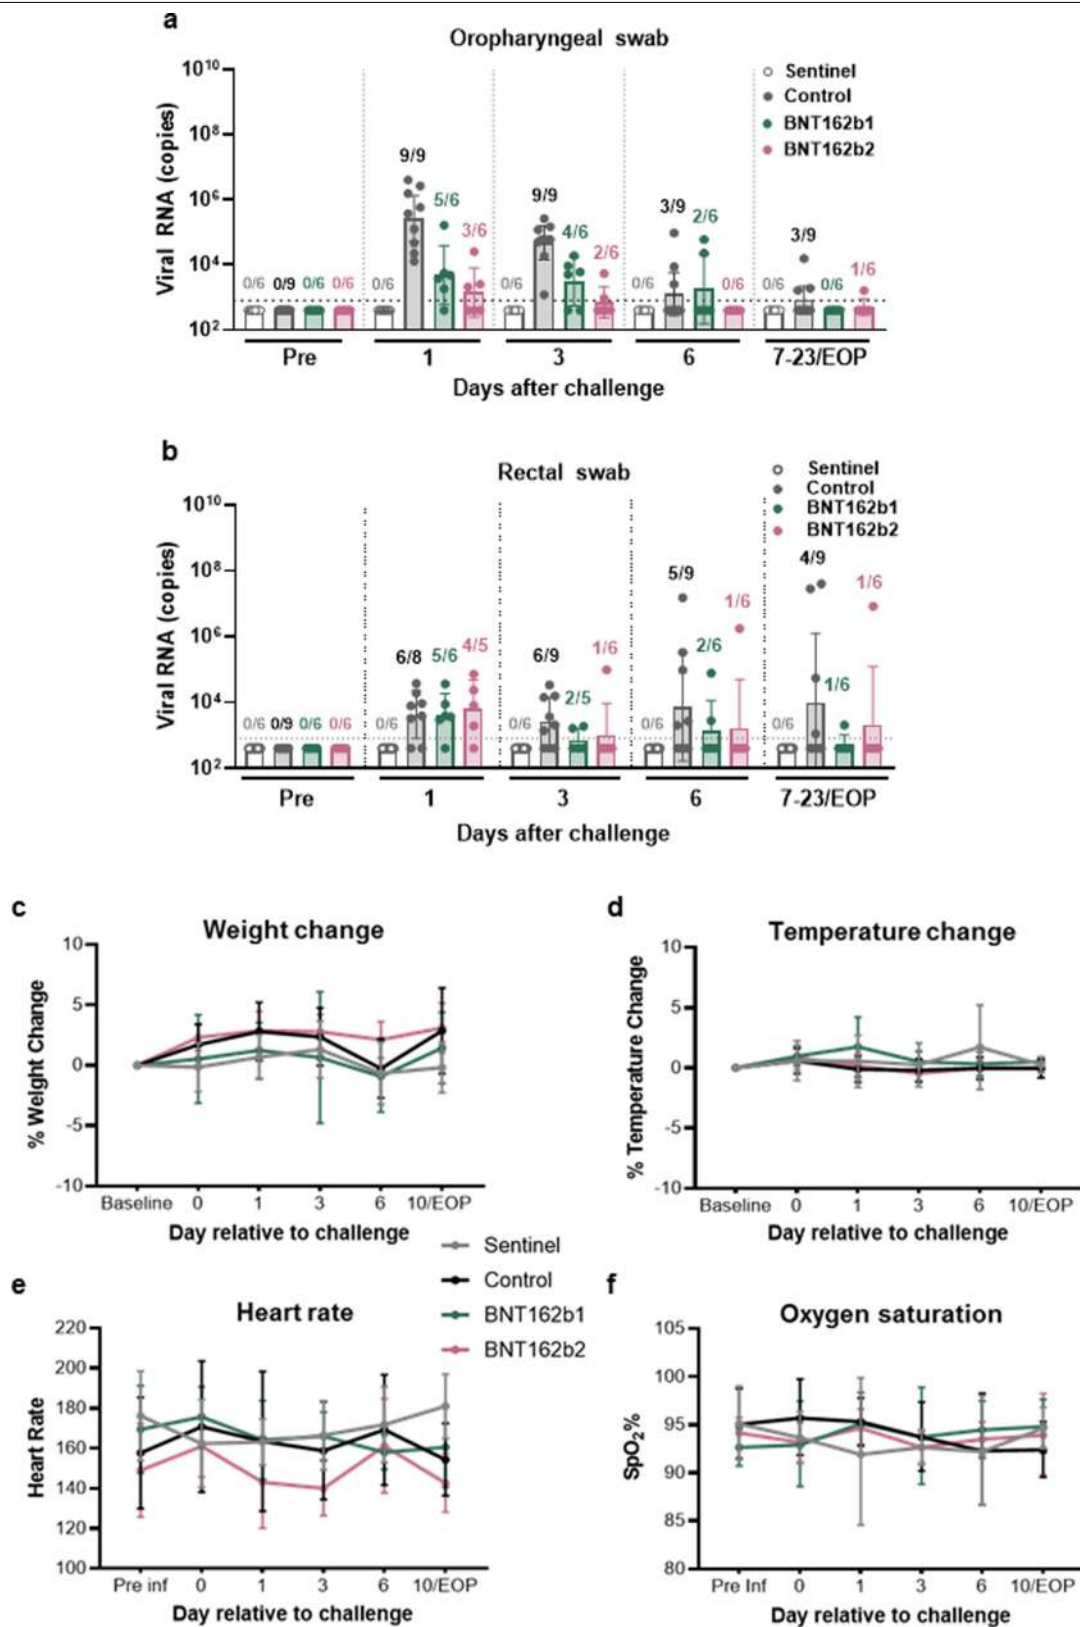 a
Oropharyngeal swab
Viral RNA (copies)
10^10
10^8
10^6
10^4
10^2
Sentinel
Control
BNT162b1
BNT162b2
0/6 0/9 0/6 0/6
0/6 9/9 5/6 3/6
0/6 9/9 4/6 2/6
0/6 3/9 2/6 0/6
0/6 3/9 0/6 1/6
Pre 1 3 6 7-23/EOP
Days after challenge
b
Rectal swab
Viral RNA (copies)
10^10
10^8
10^6
10^4
10^2
Sentinel
Control
BNT162b1
BNT162b2
0/6 0/9 0/6 0/6
0/6 6/8 5/6 4/5
0/6 6/9 2/5 1/6
0/6 5/9 2/6 1/6
0/6 4/9 1/6 1/6
Pre 1 3 6 7-23/EOP
Days after challenge
c
Weight change
% Weight Change
10
5
0
-5
-10
Baseline 0 1 3 6 10/EOP
Day relative to challenge
d
Temperature change
% Temperature Change
10
5
0
-5
-10
Baseline 0 1 3 6 10/EOP
Day relative to challenge
Sentinel
Control
BNT162b1
BNT162b2
e
Heart rate
Heart Rate
220
200
180
160
140
120
100
Pre inf 0 1 3 6 10/EOP
Day relative to challenge
f
Oxygen saturation
SpO₂%
105
100
95
90
85
80
Pre Inf 0 1 3 6 10/EOP
Day relative to challenge